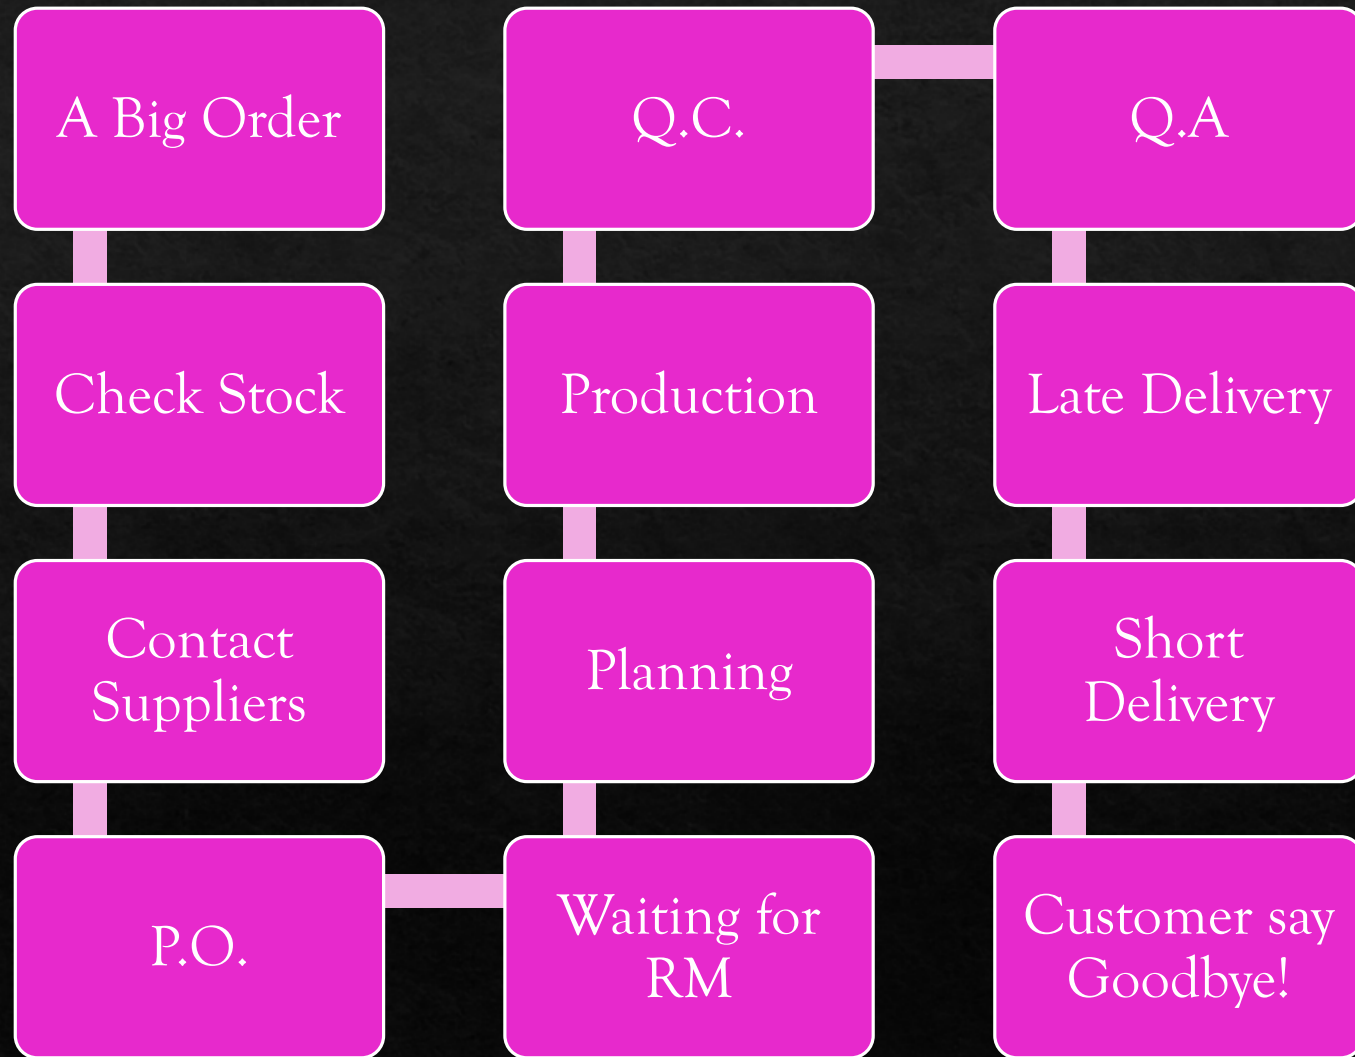 A Big Order
Check Stock
Contact
Suppliers
P.O.
Waiting for
RM
Planning
Production
Q.C.
Q.A
Late Delivery
Short
Delivery
Customer say
Goodbye!